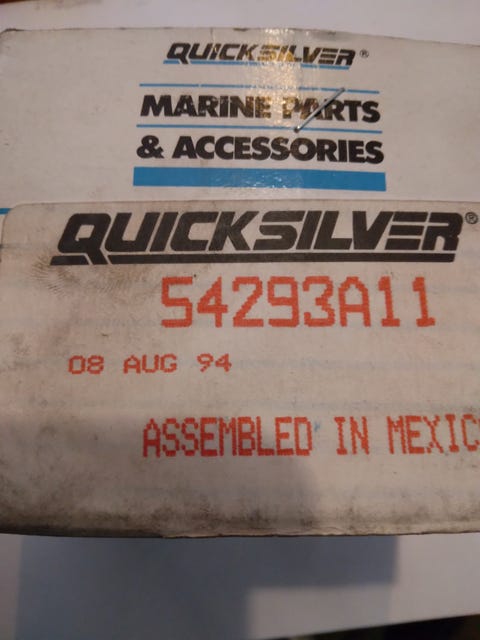 QUICKSILVER®
MARINE PARTS
& ACCESSORIES
QUICKSILVER®
54293A11
08 AUG 94
ASSEMBLED IN MEXIC